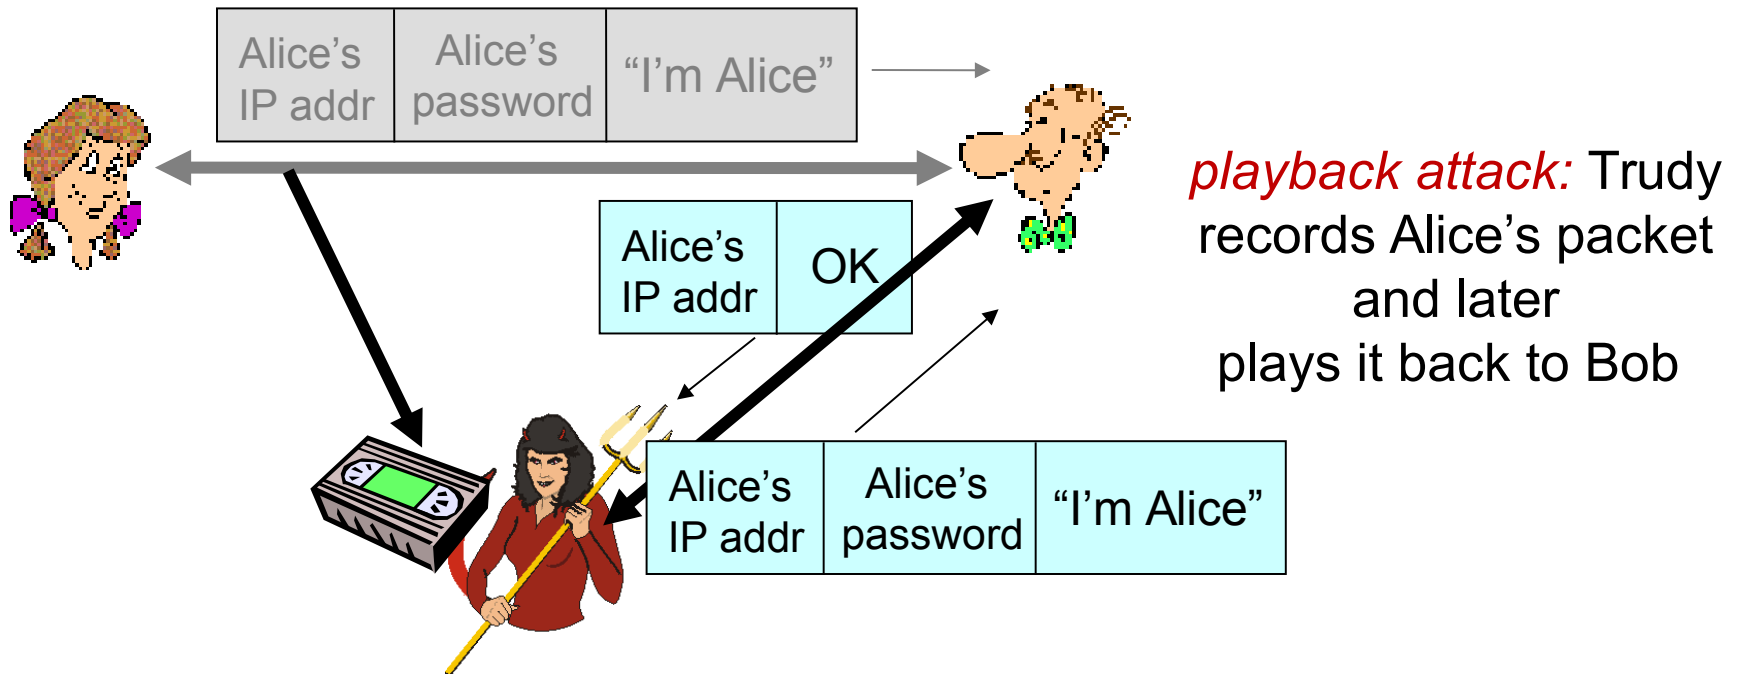 Alice’s
IP addr
Alice’s
password
“I’m Alice”
Alice’s
IP addr
OK
playback attack: Trudy
records Alice’s packet
and later
plays it back to Bob
Alice’s
IP addr
Alice’s
password
“I’m Alice”